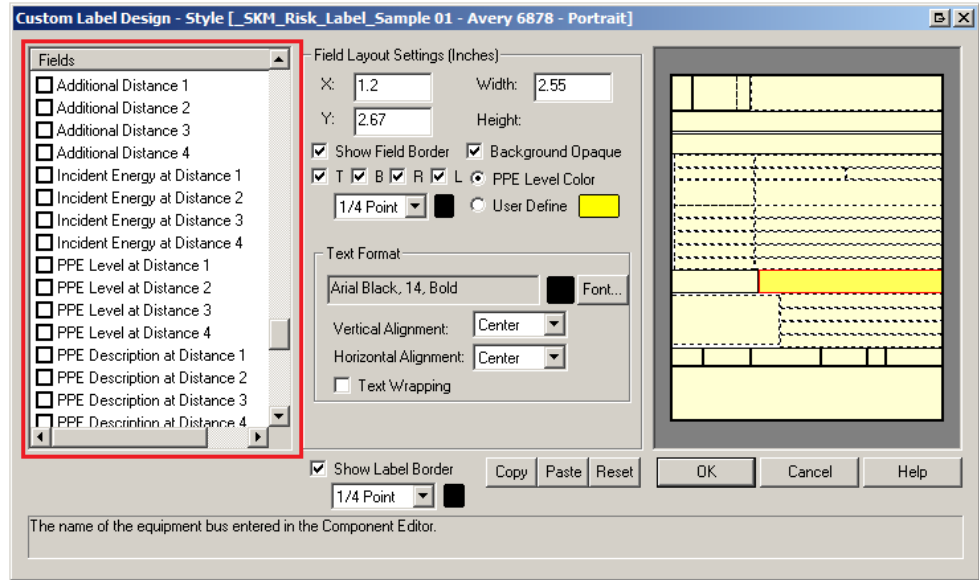 Custom Label Design - Style [_SKM_Risk_Label_Sample 01 - Avery 6878 - Portrait]
Fields
Additional Distance 1
Additional Distance 2
Additional Distance 3
Additional Distance 4
Incident Energy at Distance 1
Incident Energy at Distance 2
Incident Energy at Distance 3
Incident Energy at Distance 4
PPE Level at Distance 1
PPE Level at Distance 2
PPE Level at Distance 3
PPE Level at Distance 4
PPE Description at Distance 1
PPE Description at Distance 2
PPE Description at Distance 3
PPE Description at Distance 4
Field Layout Settings (Inches)
X: 1.2 Width: 2.55
Y: 2.67 Height:
Show Field Border Background Opaque
T B R L PPE Level Color
1/4 Point User Define
Text Format
Arial Black, 14, Bold Font...
Vertical Alignment: Center
Horizontal Alignment: Center
Text Wrapping
Show Label Border Copy Paste Reset OK Cancel Help
1/4 Point
The name of the equipment bus entered in the Component Editor.